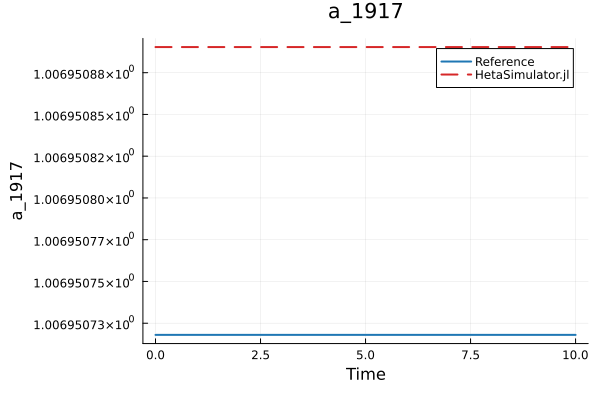 a_1917
1.00695088×10⁰
1.00695085×10⁰
1.00695082×10⁰
1.00695080×10⁰
1.00695077×10⁰
1.00695075×10⁰
1.00695073×10⁰
a_1917
Reference
HetaSimulator.jl
0.0 2.5 5.0 7.5 10.0
Time